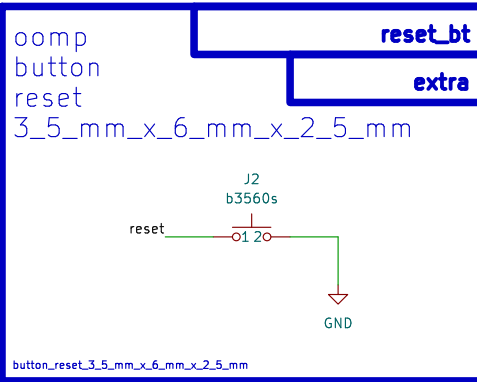 oomp
button
reset
3_5_mm_x_6_mm_x_2_5_mm
reset_bt
extra
J2
b3560s
reset
1 2
GND
button_reset_3_5_mm_x_6_mm_x_2_5_mm